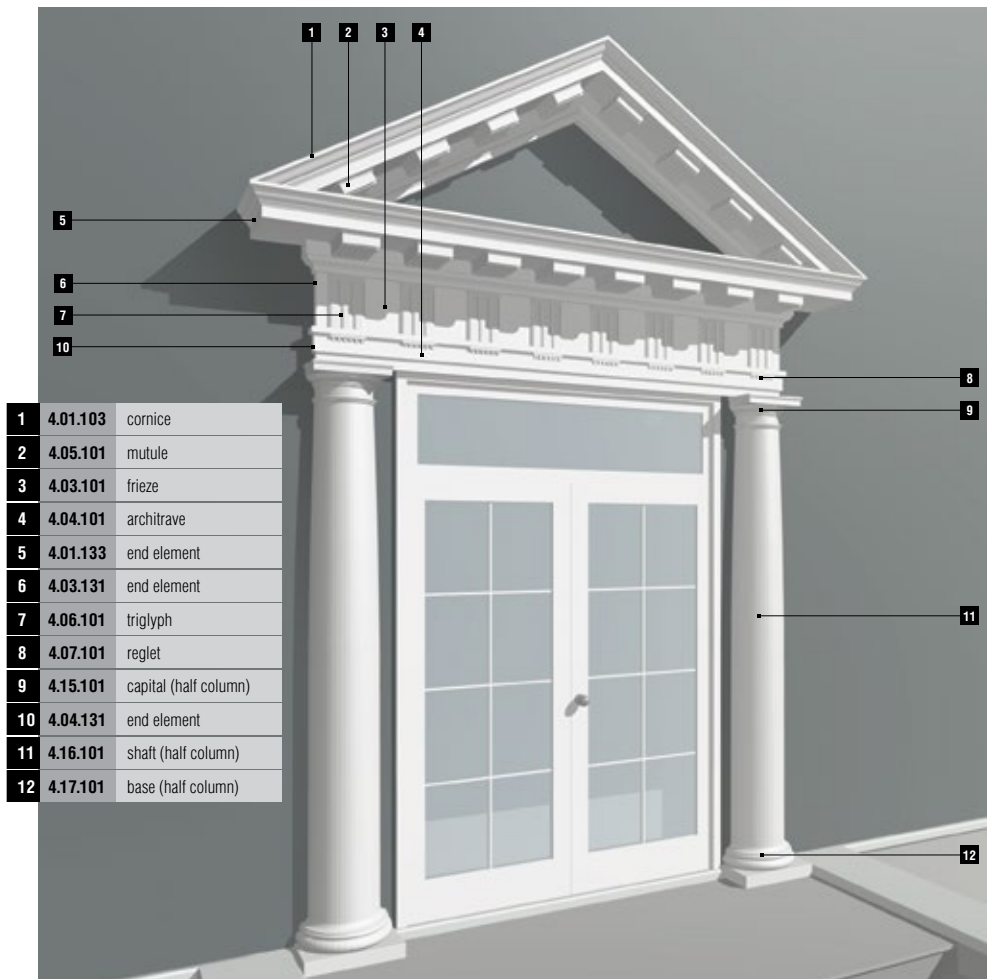 1 2 3 4
5
6
7
10
8
9
1 4.01.103 cornice
2 4.05.101 mutule
3 4.03.101 frieze
4 4.04.101 architrave
5 4.01.133 end element
6 4.03.131 end element
7 4.06.101 triglyph
8 4.07.101 reglet
9 4.15.101 capital (half column)
10 4.04.131 end element
11 4.16.101 shaft (half column)
12 4.17.101 base (half column)
11
12